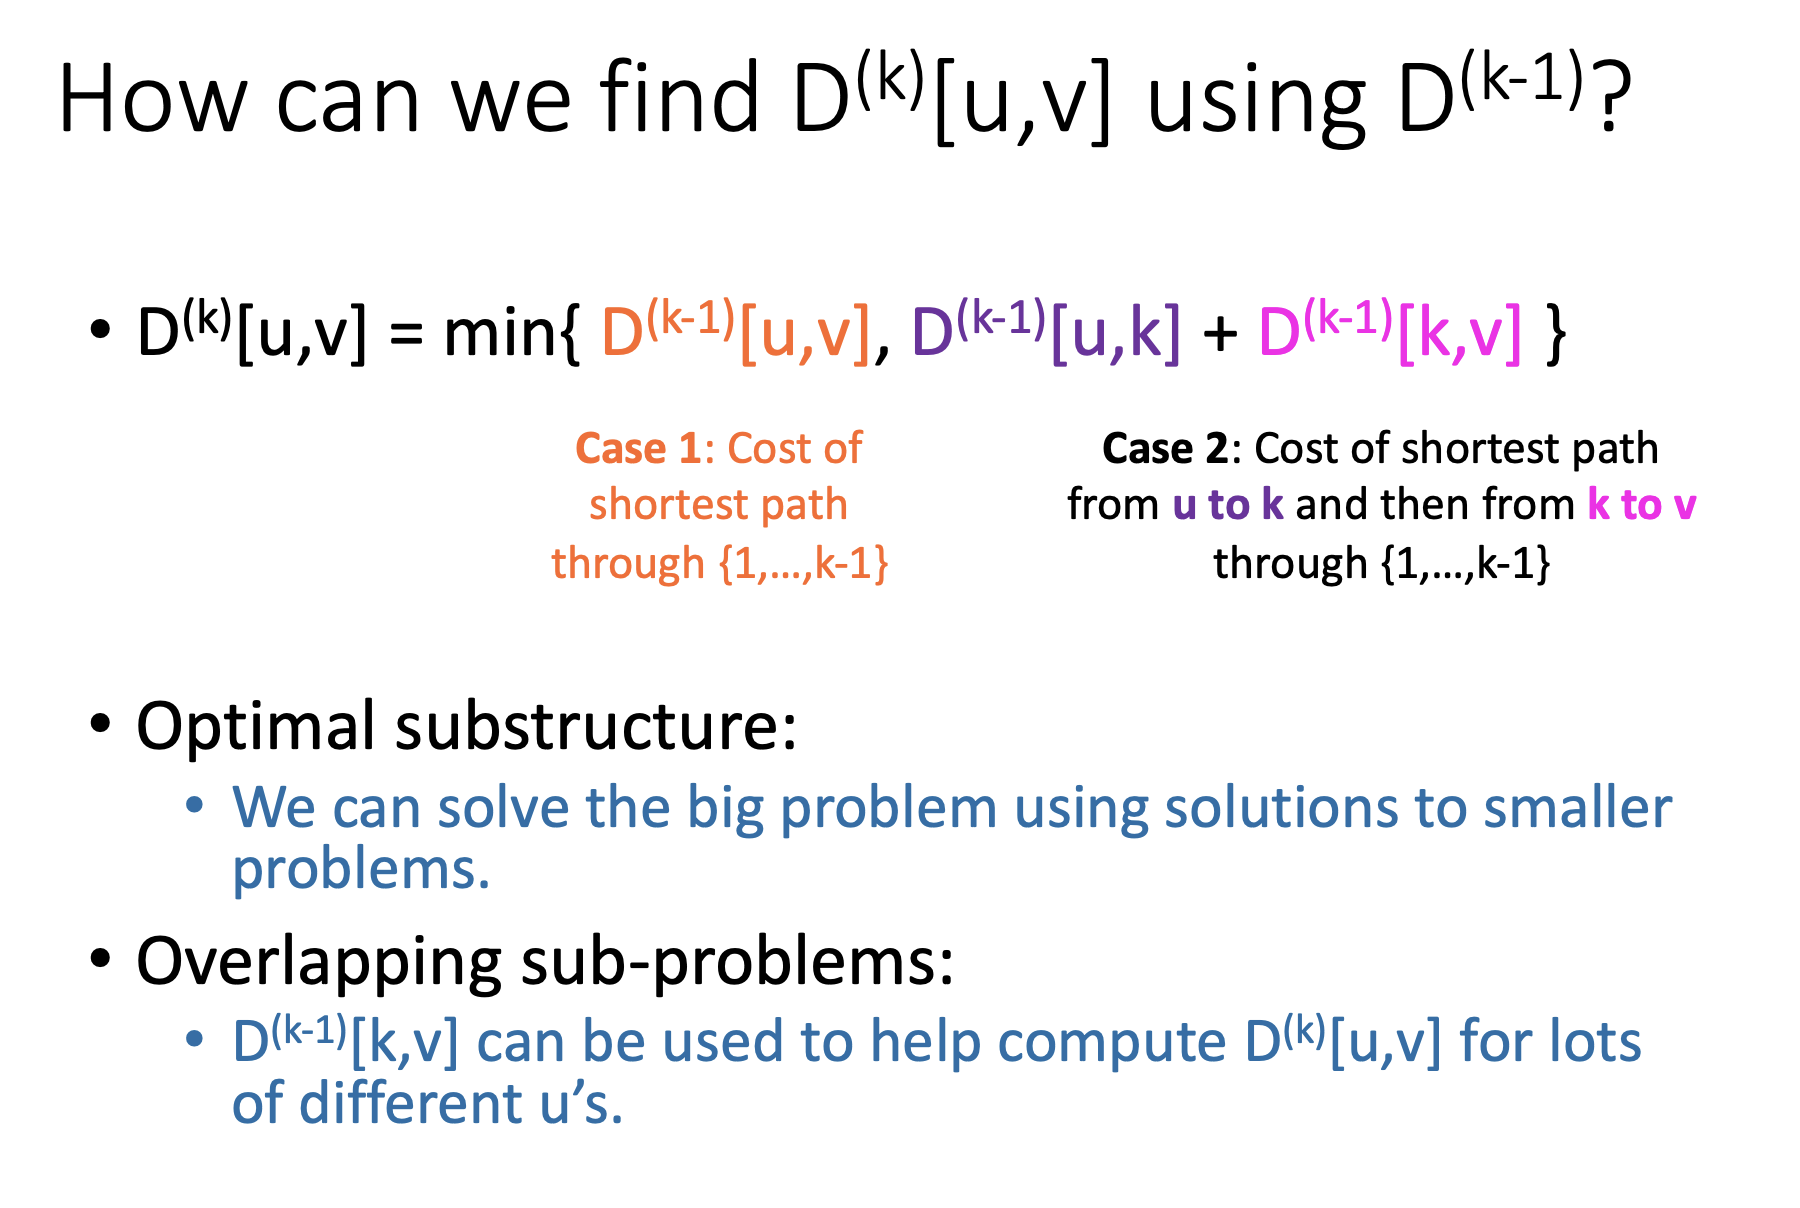 How can we find D(k)[u,v] using D(k-1)?
• D(k)[u,v] = min{ D(k-1)[u,v], D(k-1)[u,k] + D(k-1)[k,v] }
Case 1: Cost of
shortest path
through {1,...,k-1}
Case 2: Cost of shortest path
from u to k and then from k to v
through {1,...,k-1}
• Optimal substructure:
• We can solve the big problem using solutions to smaller
problems.
• Overlapping sub-problems:
• D(k-1)[k,v] can be used to help compute D(k)[u,v] for lots
of different u’s.